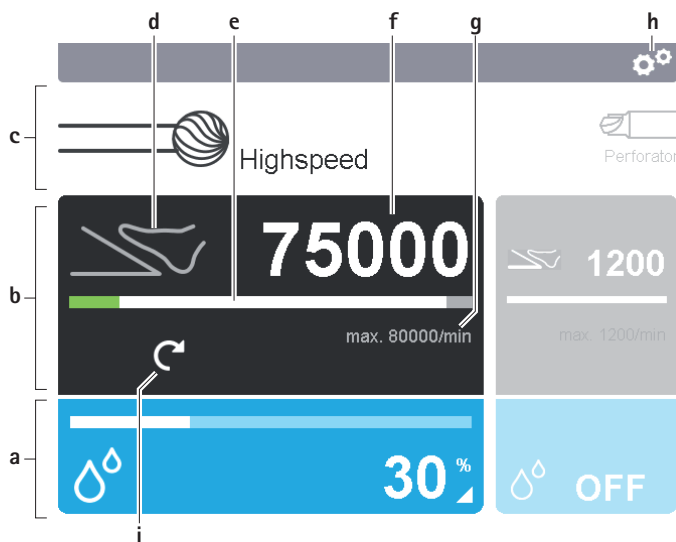 d e f g h
c
Highspeed
Perforator
b
75000
1200
max. 80000/min
max. 1200/min
a
30 %
OFF
i